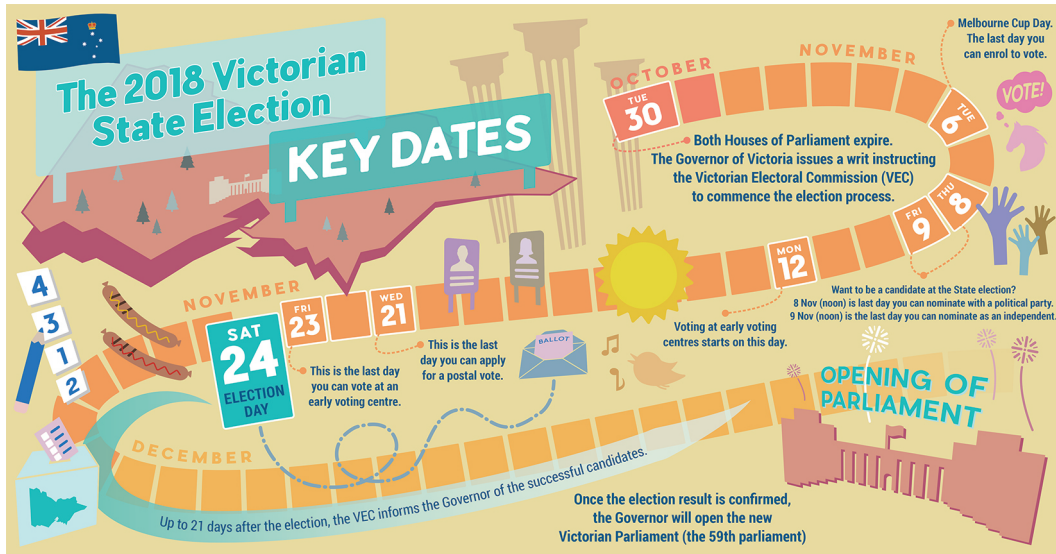 The 2018 Victorian
State Election
KEY DATES
OCTOBER
TUE
30
Both Houses of Parliament expire.
The Governor of Victoria issues a writ instructing
the Victorian Electoral Commission (VEC)
to commence the election process.
NOVEMBER
Melbourne Cup Day.
The last day you
can enrol to vote.
TUE
6
VOTE!
THU
8
FRI
9
Want to be a candidate at the State election?
8 Nov (noon) is last day you can nominate with a political party.
9 Nov (noon) is the last day you can nominate as an independent.
MON
12
Voting at early voting
centres starts on this day.
WED
21
This is the last
day you can apply
for a postal vote.
FRI
23
This is the last day
you can vote at an
early voting centre.
NOVEMBER
SAT
24
ELECTION
DAY
4
3
1
2
BALLOT
DECEMBER
Up to 21 days after the election, the VEC informs the Governor of the successful candidates.
OPENING OF
PARLIAMENT
Once the election result is confirmed,
the Governor will open the new
Victorian Parliament (the 59th parliament)